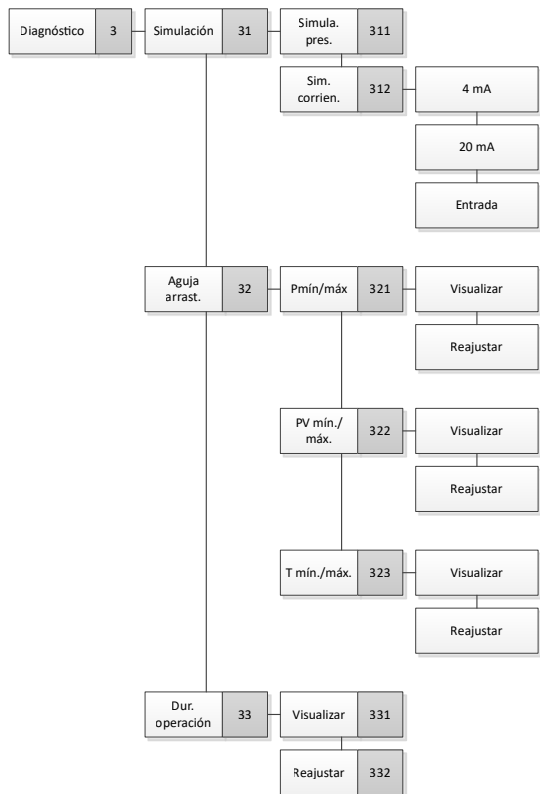 Diagnóstico 3 Simulación 31 Simula.
pres. 311
Sim.
corrien. 312 4 mA
20 mA
Entrada
Aguja
arrast. 32 Pmín/máx 321 Visualizar
Reajustar
PV mín./
máx. 322 Visualizar
Reajustar
T mín./máx. 323 Visualizar
Reajustar
Dur.
operación 33 Visualizar 331
Reajustar 332